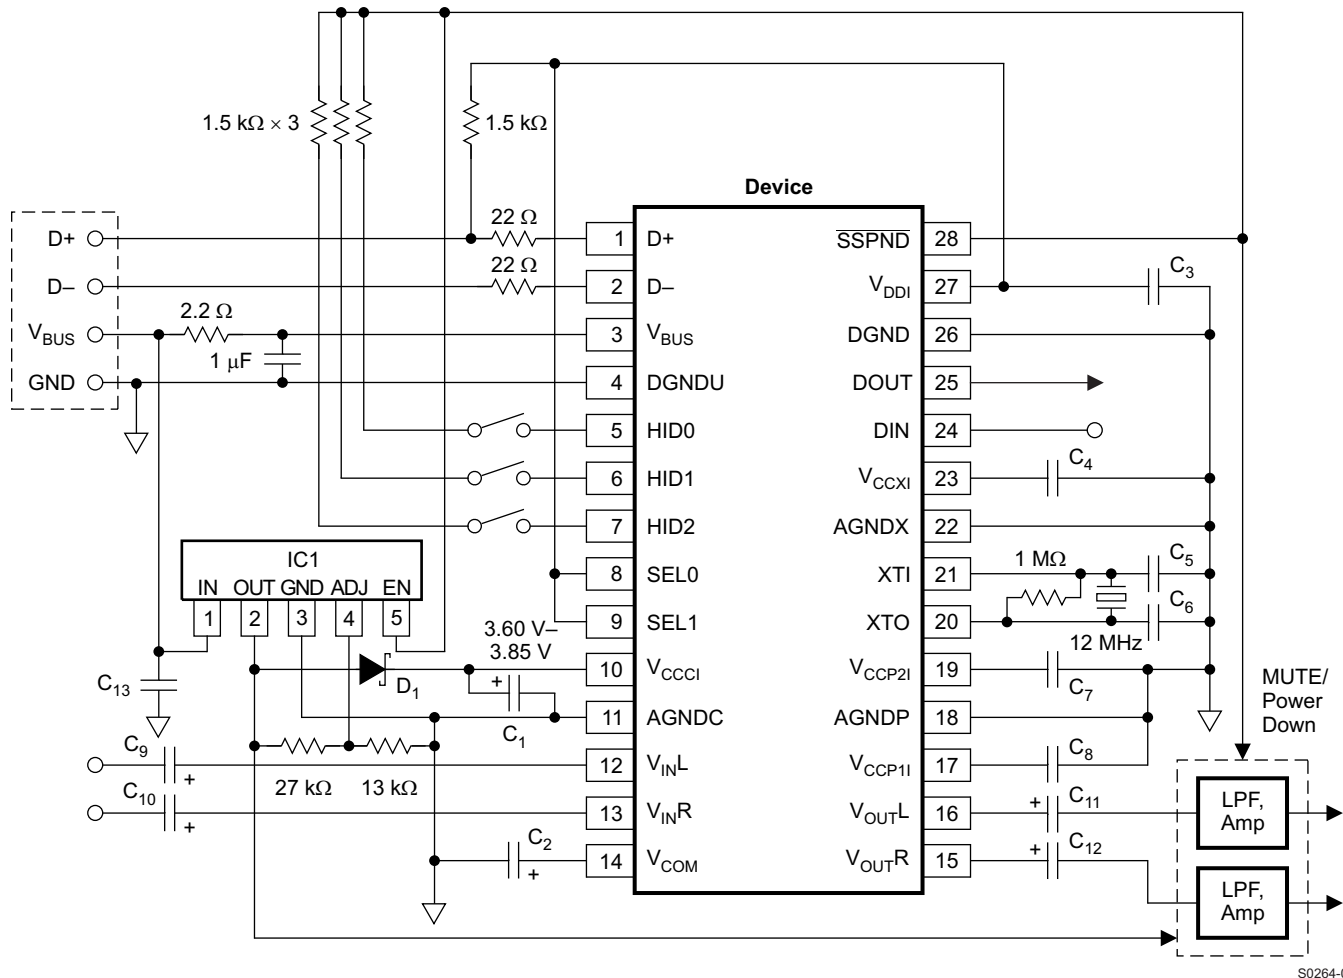 1.5 kΩ × 3
1.5 kΩ
Device
22 Ω
D+
1
D+
SSPND
28
22 Ω
C3
D–
2
D–
VDDI
27
2.2 Ω
VBUS
3
VBUS
DGND
26
1 μF
GND
4
DGNDU
DOUT
25
5
HID0
DIN
24
C4
6
HID1
VCCXI
23
7
HID2
AGNDX
22
IC1
IN OUT GND ADJ EN
1 2 3 4 5
8
SEL0
XTI
21
1 MΩ
C5
C6
9
SEL1
XTO
20
12 MHz
3.60 V–
3.85 V
10
VCCCI
VCCP2I
19
C7
D1
C13
C1
11
AGNDC
AGNDP
18
MUTE/
Power
Down
C9
+
27 kΩ
13 kΩ
+
12
VINL
VCCP1I
17
C8
C10
+
13
VINR
VOUTL
16
+
C11
LPF,
Amp
C2
+
14
VCOM
VOUTR
15
+
C12
LPF,
Amp